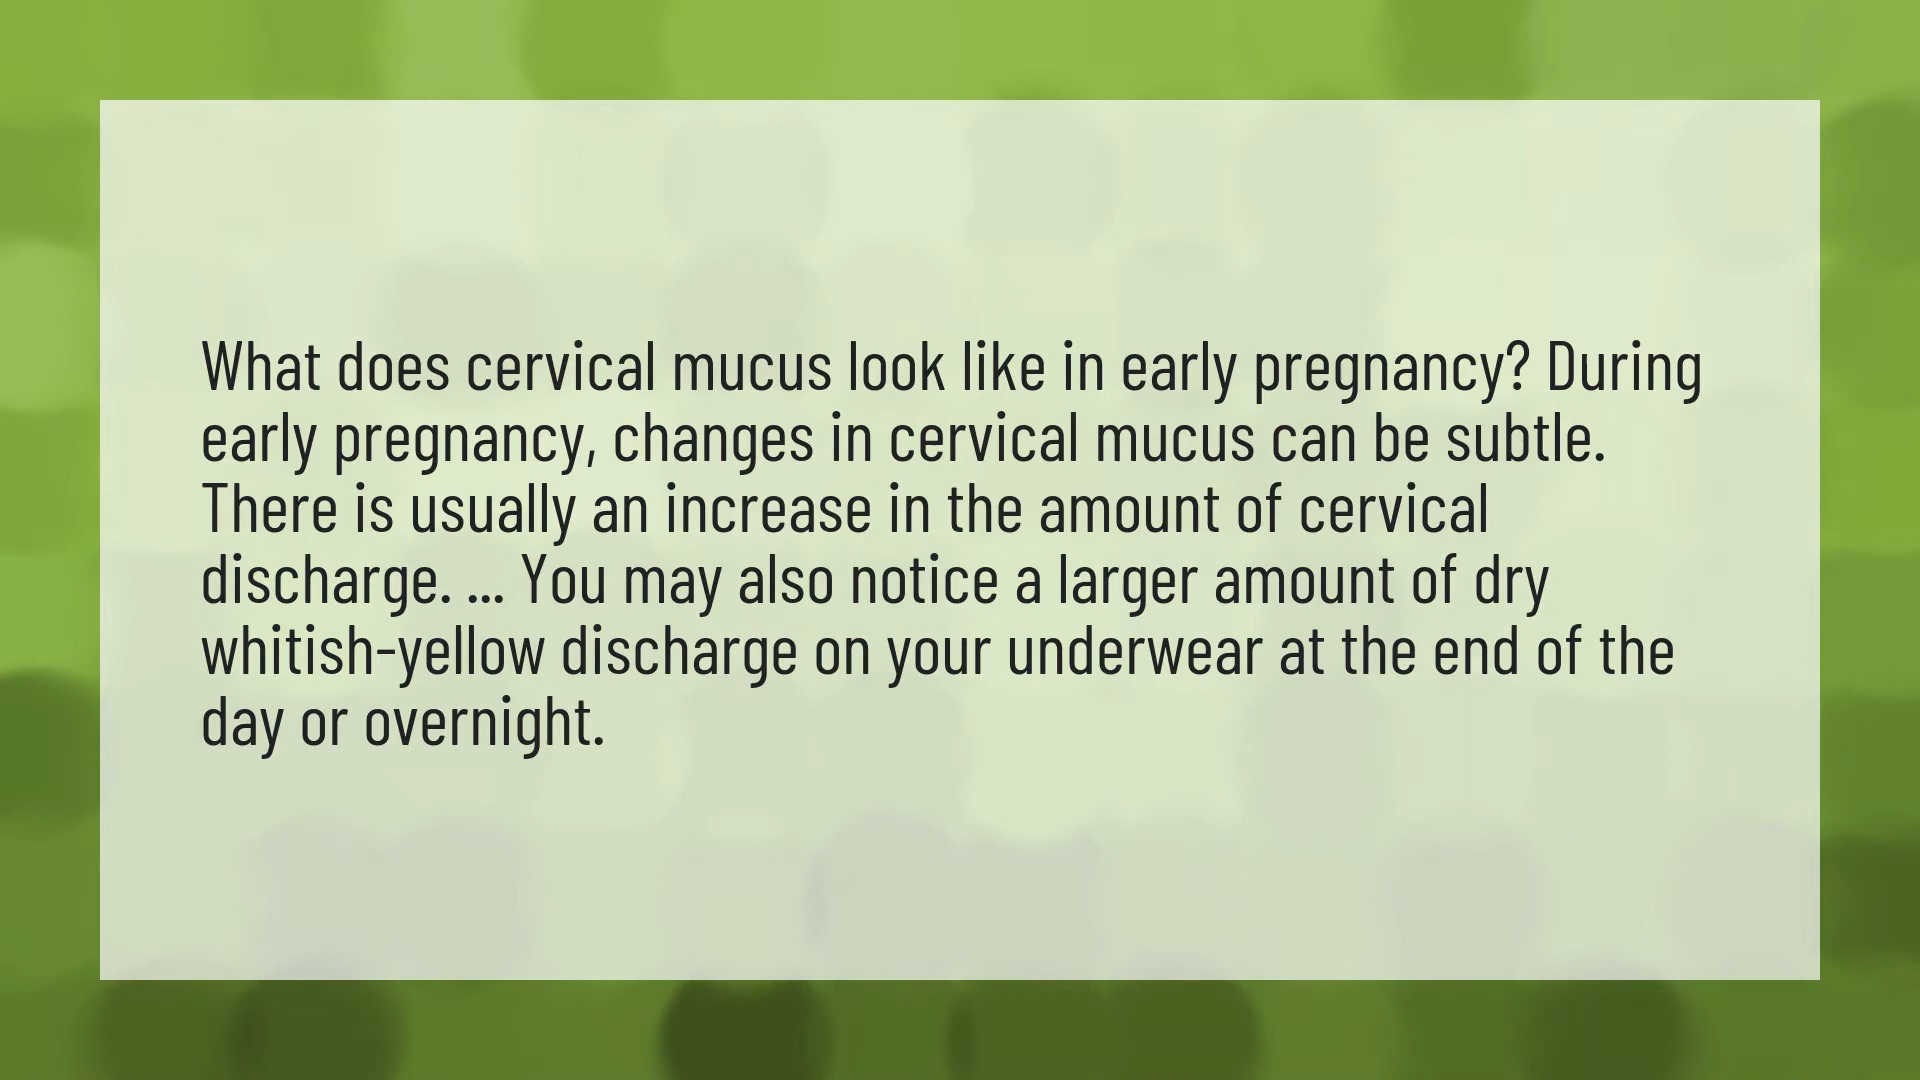 What does cervical mucus look like in early pregnancy? During
early pregnancy, changes in cervical mucus can be subtle.
There is usually an increase in the amount of cervical
discharge. ... You may also notice a larger amount of dry
whitish-yellow discharge on your underwear at the end of the
day or overnight.